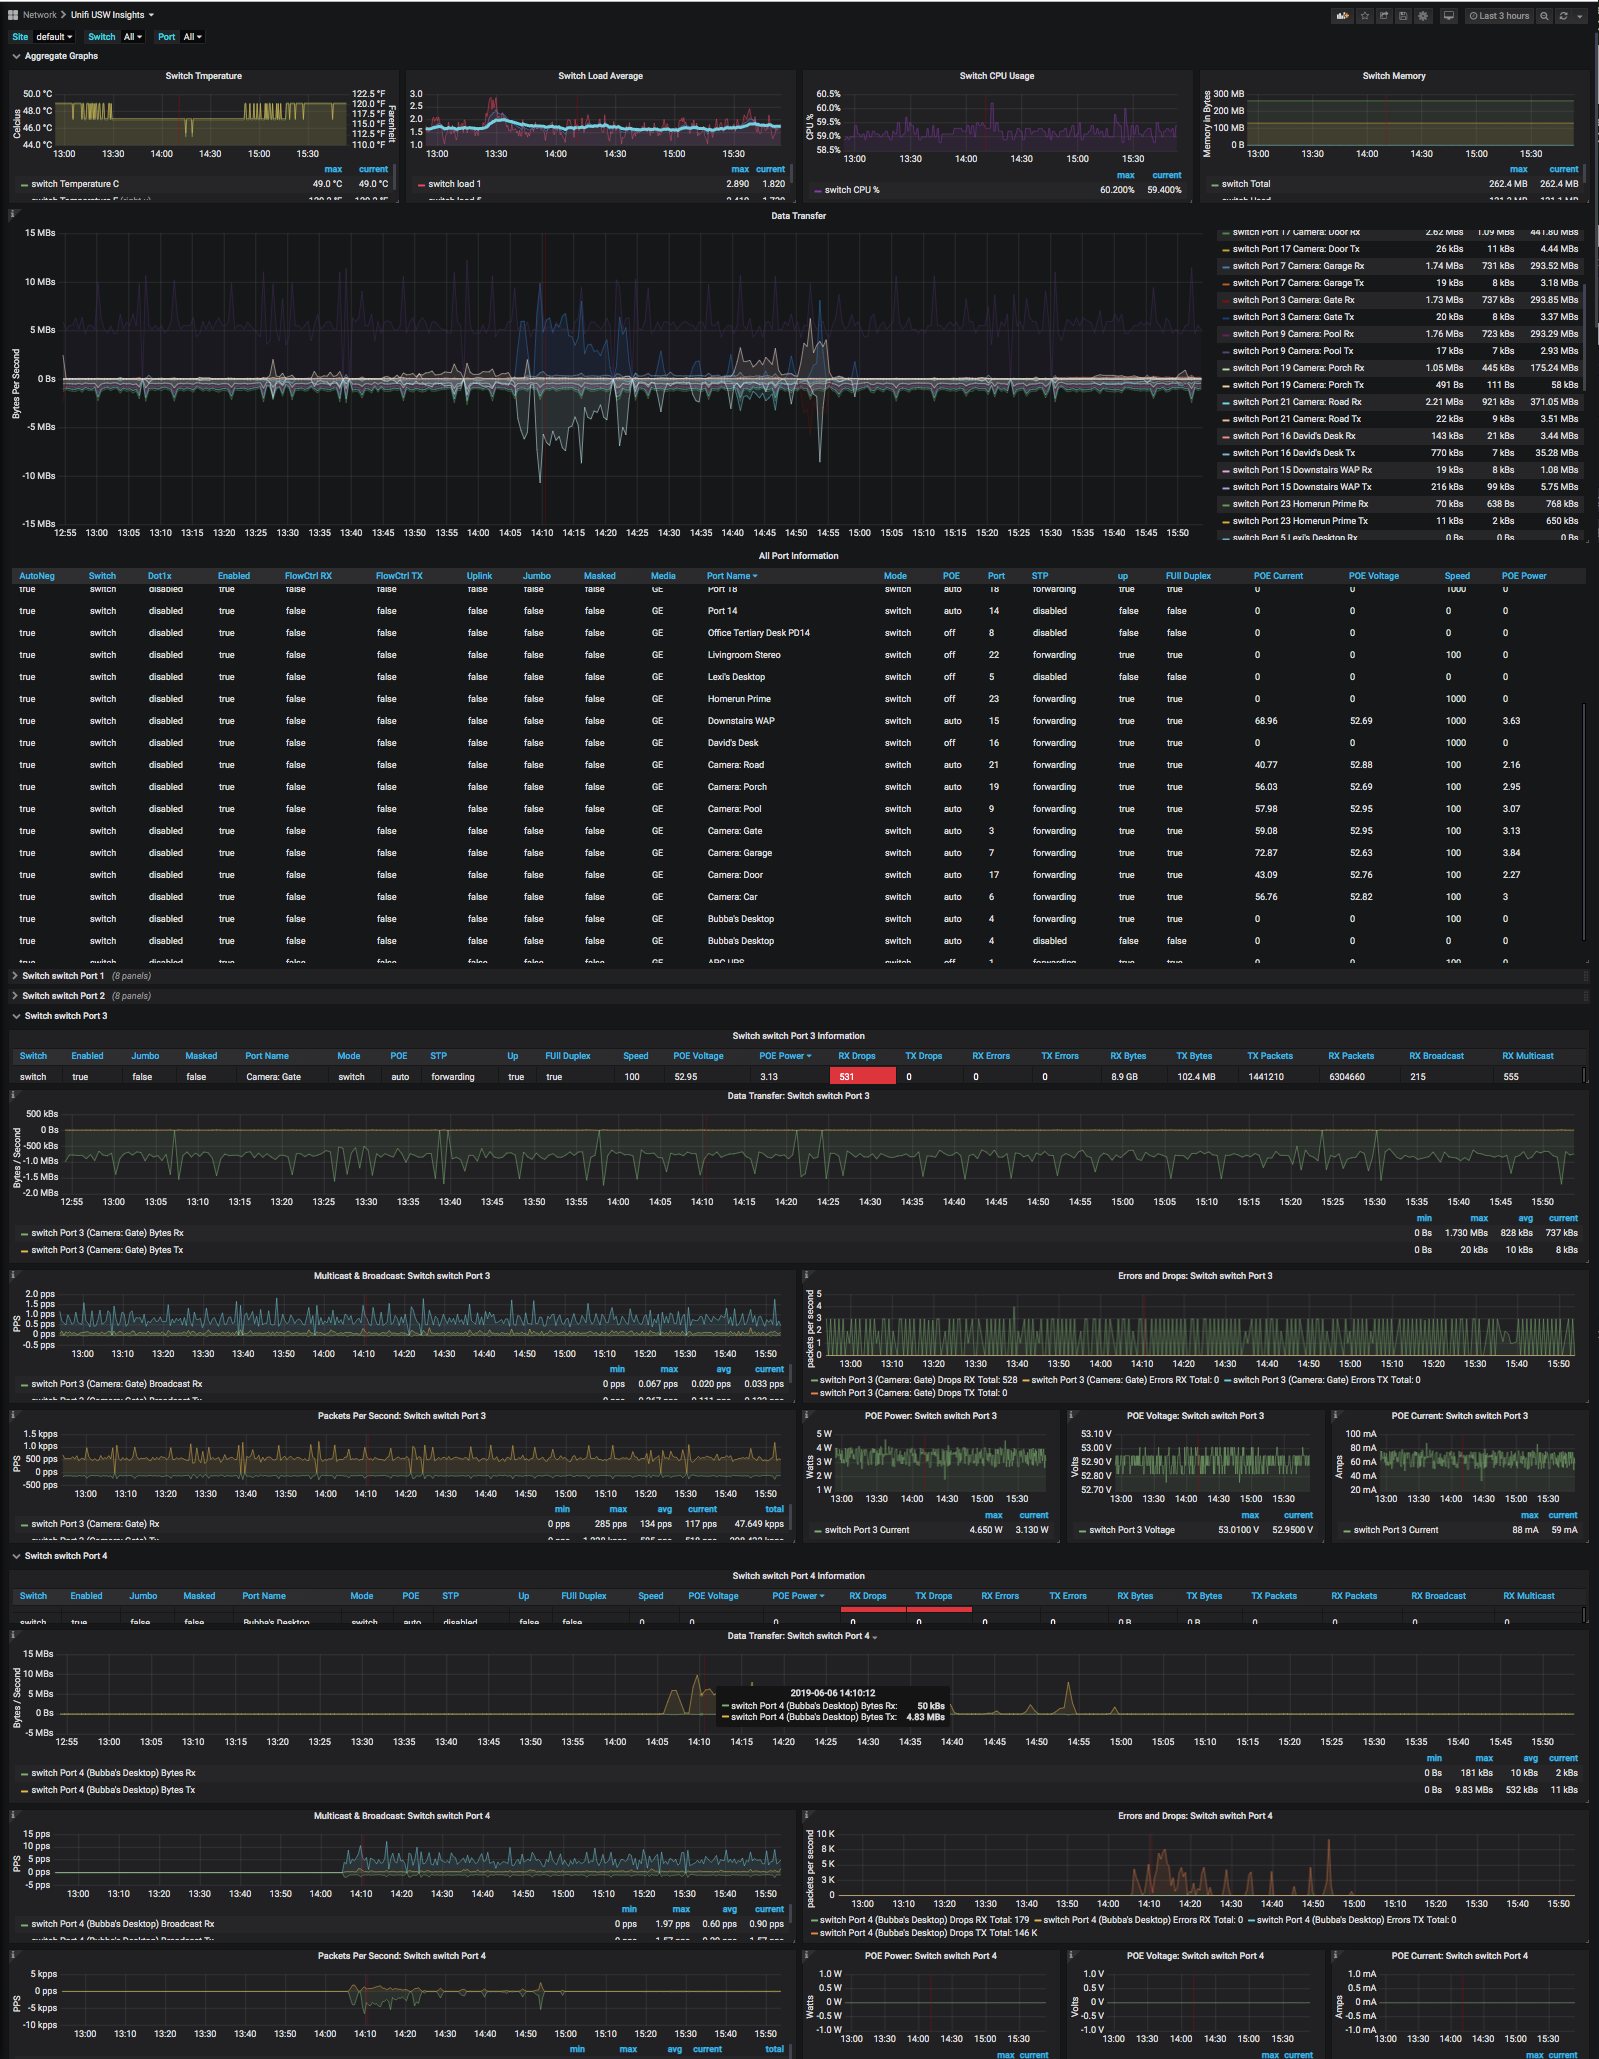 Network > Unifi USW Insights
Last 3 hours
Site default Switch All Port All
Aggregate Graphs
Switch Tmperature
50.0 °C
48.0 °C
46.0 °C
44.0 °C
Celcius
122.5 °F
120.0 °F
117.5 °F
115.0 °F
112.5 °F
110.0 °F
Farenheit
13:00 13:30 14:00 14:30 15:00 15:30
max current
switch Temperature C 49.0 °C 49.0 °C
Switch Load Average
3.0
2.5
2.0
1.5
1.0
13:00 13:30 14:00 14:30 15:00 15:30
max current
switch load 1 2.890 1.820
Switch CPU Usage
60.5%
60.0%
59.5%
59.0%
58.5%
CPU %
13:00 13:30 14:00 14:30 15:00 15:30
max current
switch CPU % 60.200% 59.400%
Switch Memory
300 MB
200 MB
100 MB
0 B
Memory in Bytes
13:00 13:30 14:00 14:30 15:00 15:30
max current
switch Total 262.4 MB 262.4 MB
Data Transfer
15 MBs
10 MBs
5 MBs
0 Bs
-5 MBs
-10 MBs
-15 MBs
Bytes Per Second
12:55 13:00 13:05 13:10 13:15 13:20 13:25 13:30 13:35 13:40 13:45 13:50 13:55 14:00 14:05 14:10 14:15 14:20 14:25 14:30 14:35 14:40 14:45 14:50 14:55 15:00 15:05 15:10 15:15 15:20 15:25 15:30 15:35 15:40 15:45 15:50
switch Port 17 Camera: Door Rx 2.62 MBs 1.09 MBs 441.80 MBs
switch Port 17 Camera: Door Tx 26 kBs 11 kBs 4.44 MBs
switch Port 7 Camera: Garage Rx 1.74 MBs 731 kBs 293.52 MBs
switch Port 7 Camera: Garage Tx 19 kBs 8 kBs 3.18 MBs
switch Port 3 Camera: Gate Rx 1.73 MBs 737 kBs 293.85 MBs
switch Port 3 Camera: Gate Tx 20 kBs 8 kBs 3.37 MBs
switch Port 9 Camera: Pool Rx 1.76 MBs 723 kBs 293.29 MBs
switch Port 9 Camera: Pool Tx 17 kBs 7 kBs 2.93 MBs
switch Port 19 Camera: Porch Rx 1.05 MBs 445 kBs 175.24 MBs
switch Port 19 Camera: Porch Tx 491 Bs 111 Bs 58 kBs
switch Port 21 Camera: Road Rx 2.21 MBs 921 kBs 371.05 MBs
switch Port 21 Camera: Road Tx 22 kBs 9 kBs 3.51 MBs
switch Port 16 David's Desk Rx 143 kBs 21 kBs 3.44 MBs
switch Port 16 David's Desk Tx 770 kBs 7 kBs 35.28 MBs
switch Port 15 Downstairs WAP Rx 19 kBs 8 kBs 1.08 MBs
switch Port 15 Downstairs WAP Tx 216 kBs 99 kBs 5.75 MBs
switch Port 23 Homerun Prime Rx 70 kBs 638 Bs 768 kBs
switch Port 23 Homerun Prime Tx 11 kBs 2 kBs 650 kBs
switch Port 5 Lexi's Desktop Rx 0 Bs 0 Bs 0 Bs
All Port Information
AutoNeg Switch Dot1x Enabled FlowCtrl RX FlowCtrl TX Uplink Jumbo Masked Media Port Name Mode POE Port STP up FUll Duplex POE Current POE Voltage Speed POE Power
true switch disabled true false false false false false GE Port 18 switch auto 18 forwarding true true 0 0 1000 0
true switch disabled true false false false false false GE Port 14 switch auto 14 disabled false false 0 0 0 0
true switch disabled true false false false false false GE Office Tertiary Desk PD14 switch off 8 disabled false false 0 0 0 0
true switch disabled true false false false false false GE Livingroom Stereo switch off 22 forwarding true true 0 0 100 0
true switch disabled true false false false false false GE Lexi's Desktop switch off 5 disabled false false 0 0 0 0
true switch disabled true false false false false false GE Homerun Prime switch off 23 forwarding true true 0 0 1000 0
true switch disabled true false false false false false GE Downstairs WAP switch auto 15 forwarding true true 68.96 52.69 1000 3.63
true switch disabled true false false false false false GE David's Desk switch off 16 forwarding true true 0 0 1000 0
true switch disabled true false false false false false GE Camera: Road switch auto 21 forwarding true true 40.77 52.88 100 2.16
true switch disabled true false false false false false GE Camera: Porch switch auto 19 forwarding true true 56.03 52.69 100 2.95
true switch disabled true false false false false false GE Camera: Pool switch auto 9 forwarding true true 57.98 52.95 100 3.07
true switch disabled true false false false false false GE Camera: Gate switch auto 3 forwarding true true 59.08 52.95 100 3.13
true switch disabled true false false false false false GE Camera: Garage switch auto 7 forwarding true true 72.87 52.63 100 3.84
true switch disabled true false false false false false GE Camera: Door switch auto 17 forwarding true true 43.09 52.76 100 2.27
true switch disabled true false false false false false GE Camera: Car switch auto 6 forwarding true true 56.76 52.82 100 3
true switch disabled true false false false false false GE Bubba's Desktop switch auto 4 forwarding true true 0 0 100 0
true switch disabled true false false false false false GE Bubba's Desktop switch auto 4 disabled false false 0 0 0 0
Switch switch Port 1 (8 panels)
Switch switch Port 2 (8 panels)
Switch switch Port 3
Switch switch Port 3 Information
Switch Enabled Jumbo Masked Port Name Mode POE STP Up FUll Duplex Speed POE Voltage POE Power RX Drops TX Drops RX Errors TX Errors RX Bytes TX Bytes TX Packets RX Packets RX Broadcast RX Multicast
switch true false false Camera: Gate switch auto forwarding true true 100 52.95 3.13 531 0 0 0 8.9 GB 102.4 MB 1441210 6304660 215 555
Data Transfer: Switch switch Port 3
500 kBs
0 Bs
-500 kBs
-1.0 MBs
-1.5 MBs
-2.0 MBs
Bytes / Second
12:55 13:00 13:05 13:10 13:15 13:20 13:25 13:30 13:35 13:40 13:45 13:50 13:55 14:00 14:05 14:10 14:15 14:20 14:25 14:30 14:35 14:40 14:45 14:50 14:55 15:00 15:05 15:10 15:15 15:20 15:25 15:30 15:35 15:40 15:45 15:50
min max avg current
switch Port 3 (Camera: Gate) Bytes Rx 0 Bs 1.730 MBs 828 kBs 737 kBs
switch Port 3 (Camera: Gate) Bytes Tx 0 Bs 20 kBs 10 kBs 8 kBs
Multicast & Broadcast: Switch switch Port 3
2.0 pps
1.5 pps
1.0 pps
0.5 pps
0 pps
-0.5 pps
PPS
13:00 13:10 13:20 13:30 13:40 13:50 14:00 14:10 14:20 14:30 14:40 14:50 15:00 15:10 15:20 15:30 15:40 15:50
min max avg current
switch Port 3 (Camera: Gate) Broadcast Rx 0 pps 0.067 pps 0.020 pps 0.033 pps
Errors and Drops: Switch switch Port 3
5
4
3
2
1
0
packets per second
13:00 13:10 13:20 13:30 13:40 13:50 14:00 14:10 14:20 14:30 14:40 14:50 15:00 15:10 15:20 15:30 15:40 15:50
switch Port 3 (Camera: Gate) Drops RX Total: 528 switch Port 3 (Camera: Gate) Errors RX Total: 0 switch Port 3 (Camera: Gate) Errors TX Total: 0
switch Port 3 (Camera: Gate) Drops TX Total: 0
Packets Per Second: Switch switch Port 3
1.5 kpps
1.0 kpps
500 pps
0 pps
-500 pps
PPS
13:00 13:10 13:20 13:30 13:40 13:50 14:00 14:10 14:20 14:30 14:40 14:50 15:00 15:10 15:20 15:30 15:40 15:50
min max avg current total
switch Port 3 (Camera: Gate) Rx 0 pps 285 pps 134 pps 117 pps 47.649 kpps
POE Power: Switch switch Port 3
5 W
4 W
3 W
2 W
1 W
Watts
13:00 13:30 14:00 14:30 15:00 15:30
max current
switch Port 3 Current 4.650 W 3.130 W
POE Voltage: Switch switch Port 3
53.10 V
53.00 V
52.90 V
52.80 V
52.70 V
Volts
13:00 13:30 14:00 14:30 15:00 15:30
max current
switch Port 3 Voltage 53.0100 V 52.9500 V
POE Current: Switch switch Port 3
100 mA
80 mA
60 mA
40 mA
20 mA
Amps
13:00 13:30 14:00 14:30 15:00 15:30
max current
switch Port 3 Current 88 mA 59 mA
Switch switch Port 4
Switch switch Port 4 Information
Switch Enabled Jumbo Masked Port Name Mode POE STP Up FUll Duplex Speed POE Voltage POE Power RX Drops TX Drops RX Errors TX Errors RX Bytes TX Bytes TX Packets RX Packets RX Broadcast RX Multicast
switch true false false Bubba's Desktop switch auto disabled false false 0 0 0 0 0 0 0 0 B 0 B 0 0 0 0
Data Transfer: Switch switch Port 4
15 MBs
10 MBs
5 MBs
0 Bs
-5 MBs
Bytes / Second
2019-06-06 14:10:12
switch Port 4 (Bubba's Desktop) Bytes Rx: 50 kBs
switch Port 4 (Bubba's Desktop) Bytes Tx: 4.83 MBs
12:55 13:00 13:05 13:10 13:15 13:20 13:25 13:30 13:35 13:40 13:45 13:50 13:55 14:00 14:05 14:10 14:15 14:20 14:25 14:30 14:35 14:40 14:45 14:50 14:55 15:00 15:05 15:10 15:15 15:20 15:25 15:30 15:35 15:40 15:45 15:50
min max avg current
switch Port 4 (Bubba's Desktop) Bytes Rx 0 Bs 181 kBs 10 kBs 2 kBs
switch Port 4 (Bubba's Desktop) Bytes Tx 0 Bs 9.83 MBs 532 kBs 11 kBs
Multicast & Broadcast: Switch switch Port 4
15 pps
10 pps
5 pps
0 pps
-5 pps
PPS
13:00 13:10 13:20 13:30 13:40 13:50 14:00 14:10 14:20 14:30 14:40 14:50 15:00 15:10 15:20 15:30 15:40 15:50
min max avg current
switch Port 4 (Bubba's Desktop) Broadcast Rx 0 pps 1.97 pps 0.60 pps 0.90 pps
Errors and Drops: Switch switch Port 4
10 K
8 K
5 K
3 K
0
packets per second
13:00 13:10 13:20 13:30 13:40 13:50 14:00 14:10 14:20 14:30 14:40 14:50 15:00 15:10 15:20 15:30 15:40 15:50
switch Port 4 (Bubba's Desktop) Drops RX Total: 179 switch Port 4 (Bubba's Desktop) Errors RX Total: 0 switch Port 4 (Bubba's Desktop) Errors TX Total: 0
switch Port 4 (Bubba's Desktop) Drops TX Total: 146 K
Packets Per Second: Switch switch Port 4
5 kpps
0 pps
-5 kpps
-10 kpps
PPS
13:00 13:10 13:20 13:30 13:40 13:50 14:00 14:10 14:20 14:30 14:40 14:50 15:00 15:10 15:20 15:30 15:40 15:50
min max avg current total
POE Power: Switch switch Port 4
1.0 W
0.5 W
0 W
-0.5 W
-1.0 W
Watts
13:00 13:30 14:00 14:30 15:00 15:30
max current
POE Voltage: Switch switch Port 4
1.0 V
0.5 V
0 V
-0.5 V
-1.0 V
Volts
13:00 13:30 14:00 14:30 15:00 15:30
max current
POE Current: Switch switch Port 4
1.0 mA
0.5 mA
0 mA
-0.5 mA
-1.0 mA
Amps
13:00 13:30 14:00 14:30 15:00 15:30
max current